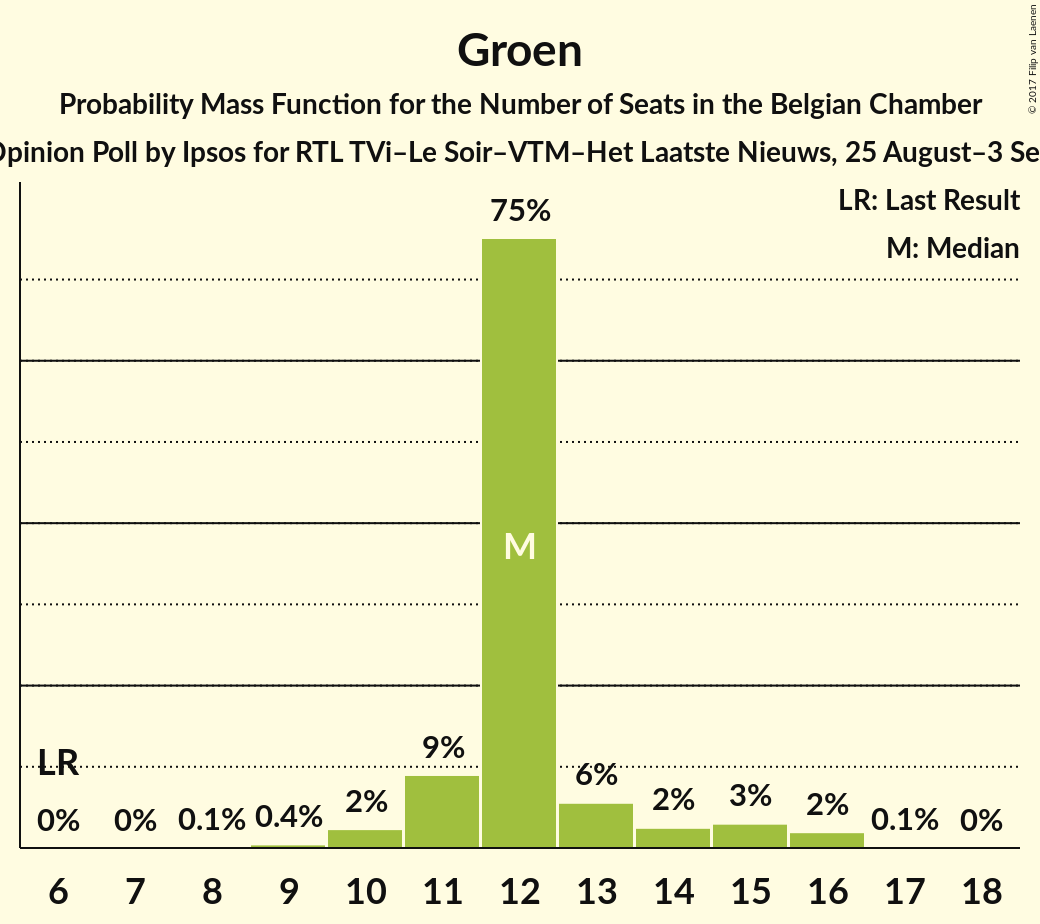 Groen
Probability Mass Function for the Number of Seats in the Belgian Chamber
Opinion Poll by Ipsos for RTL TVi–Le Soir–VTM–Het Laatste Nieuws, 25 August–3 Se
© 2017 Filip van Laenen
LR: Last Result
M: Median
75%
M
LR
0% 0% 0.1% 0.4% 2% 9% 6% 2% 3% 2% 0.1% 0%
6 7 8 9 10 11 12 13 14 15 16 17 18